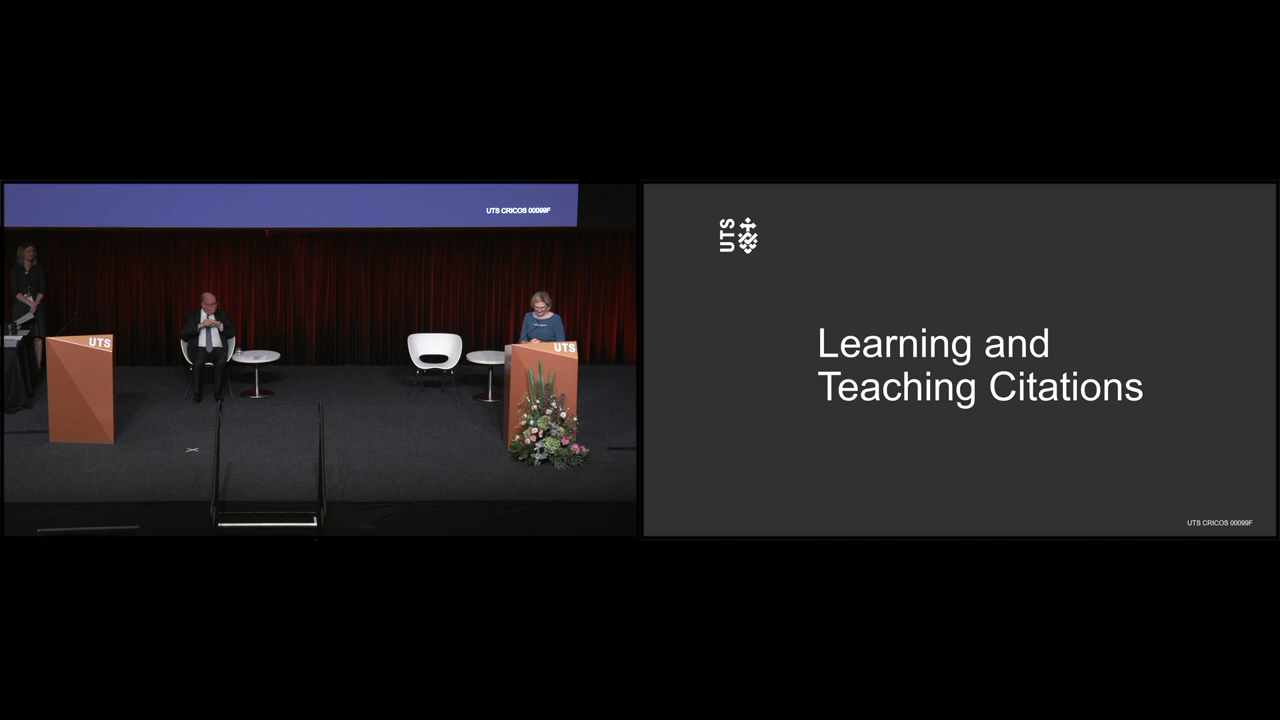 UTS CRICOS 00099F
UTS
UTS
UTS
Learning and
Teaching Citations
UTS CRICOS 00099F